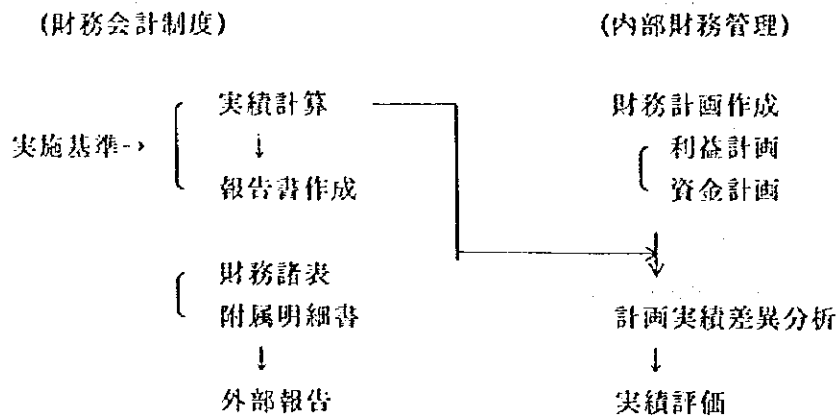 (財務会計制度)
(内部財務管理)
実績計算
財務計画作成
実施基準→
利益計画
↓
報告書作成
資金計画
↓
財務諸表
附属明細書
計画実績差異分析
↓
↓
外部報告
実績評価